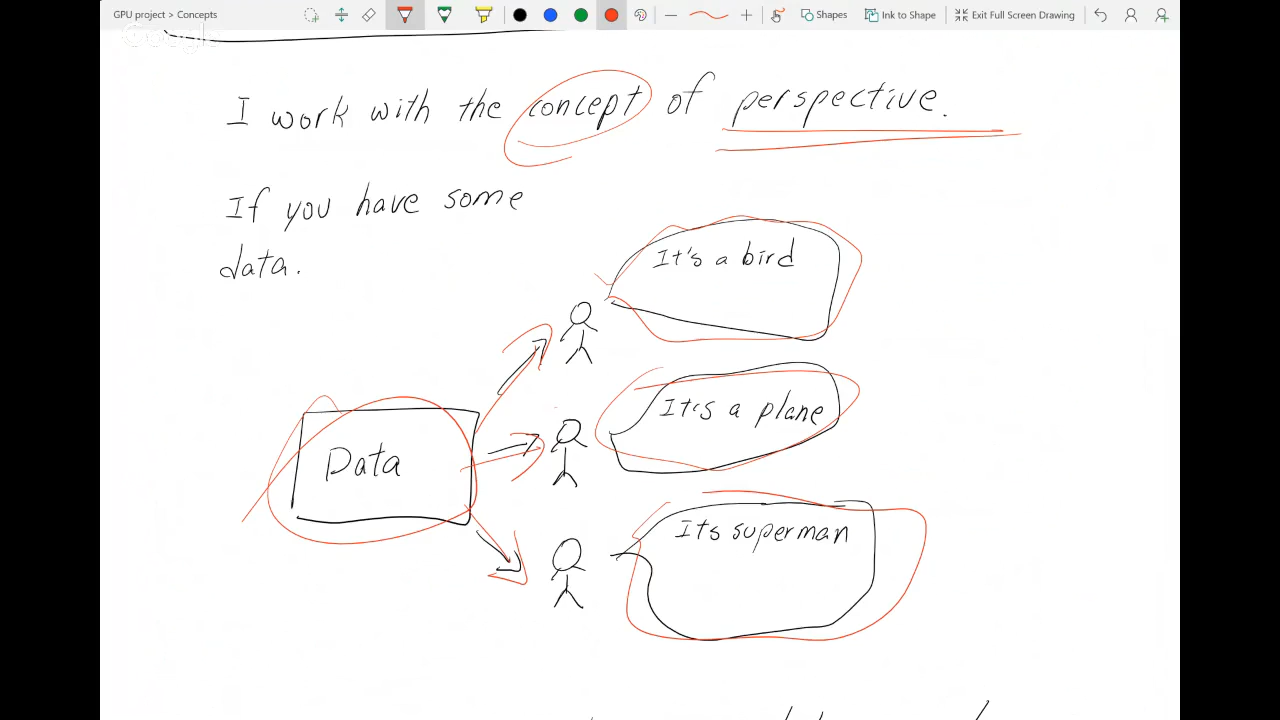 GPU project > Concepts
Shapes
Ink to Shape
Exit Full Screen Drawing
Google
I work with the concept of perspective.
If you have some
data.
It's a bird
It's a plane
Data
Its superman